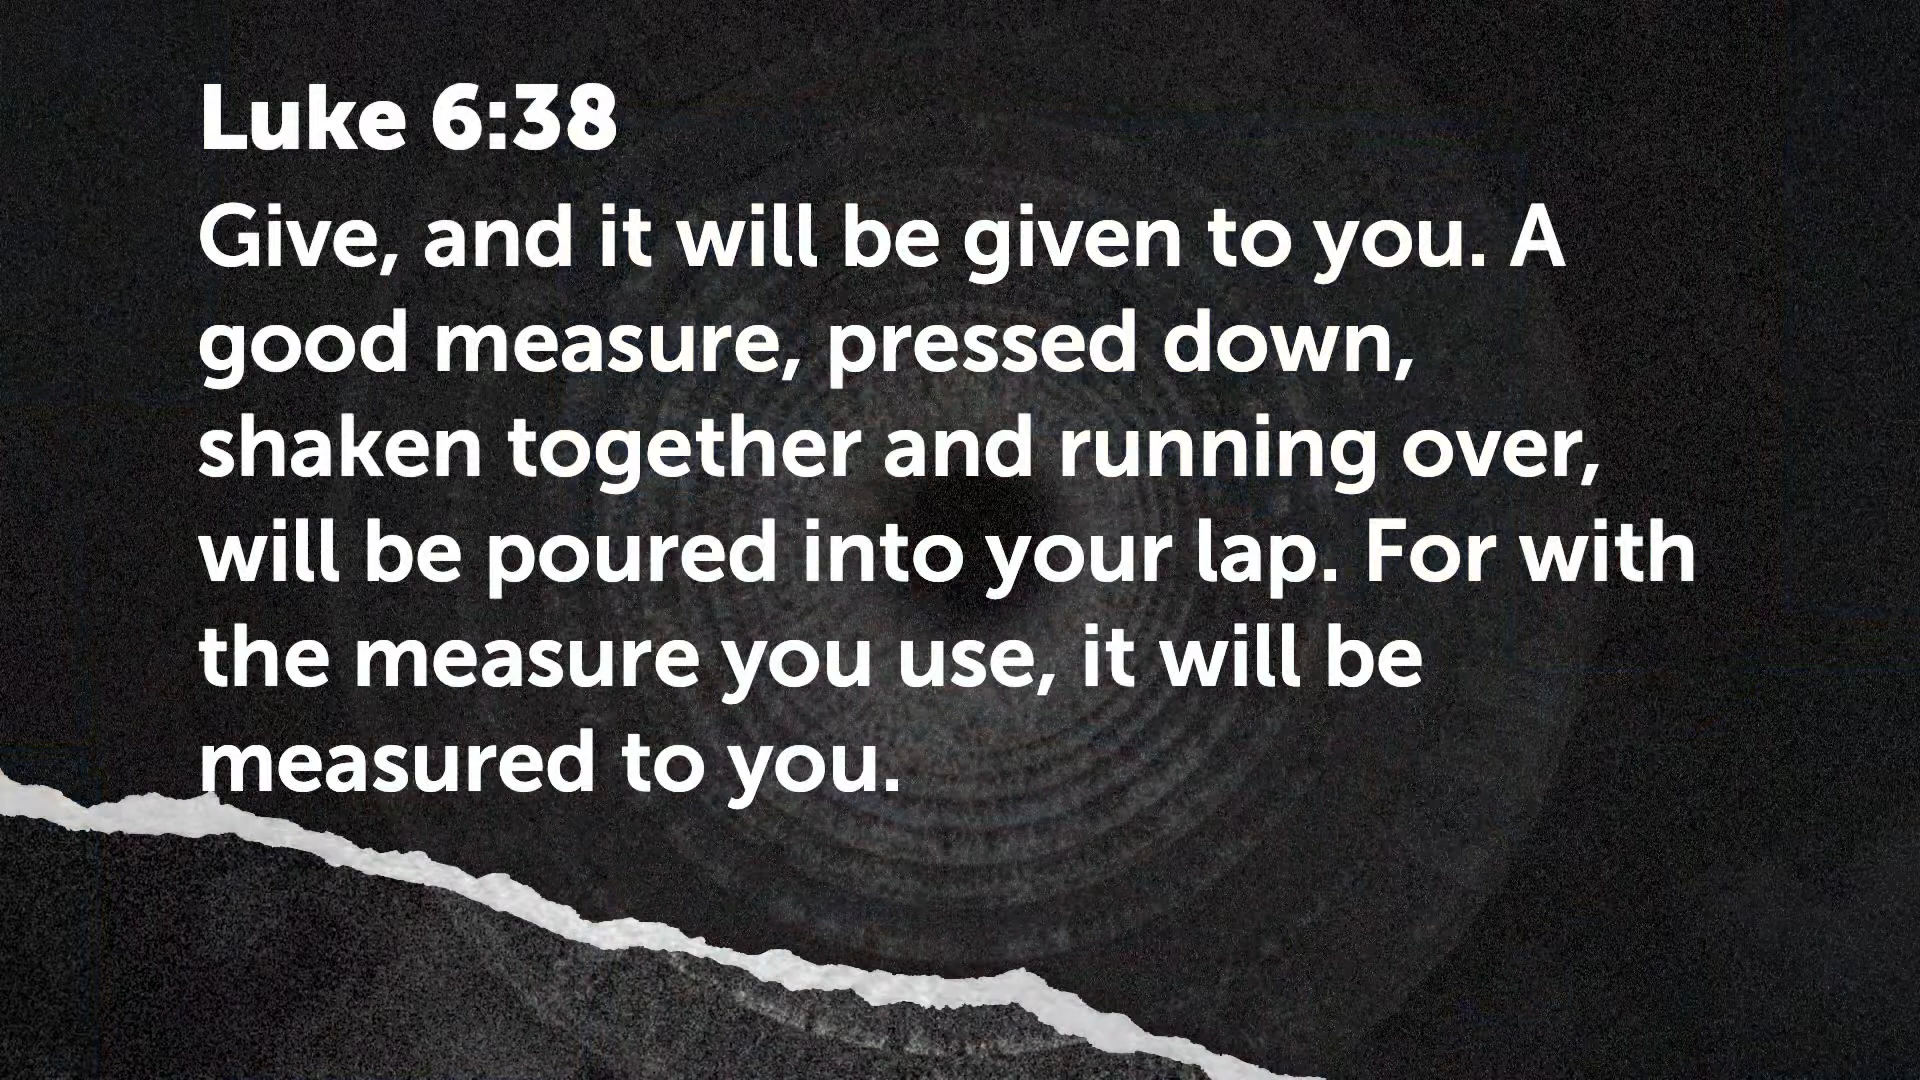 Luke 6:38
Give, and it will be given to you. A
good measure, pressed down,
shaken together and running over,
will be poured into your lap. For with
the measure you use, it will be
measured to you.